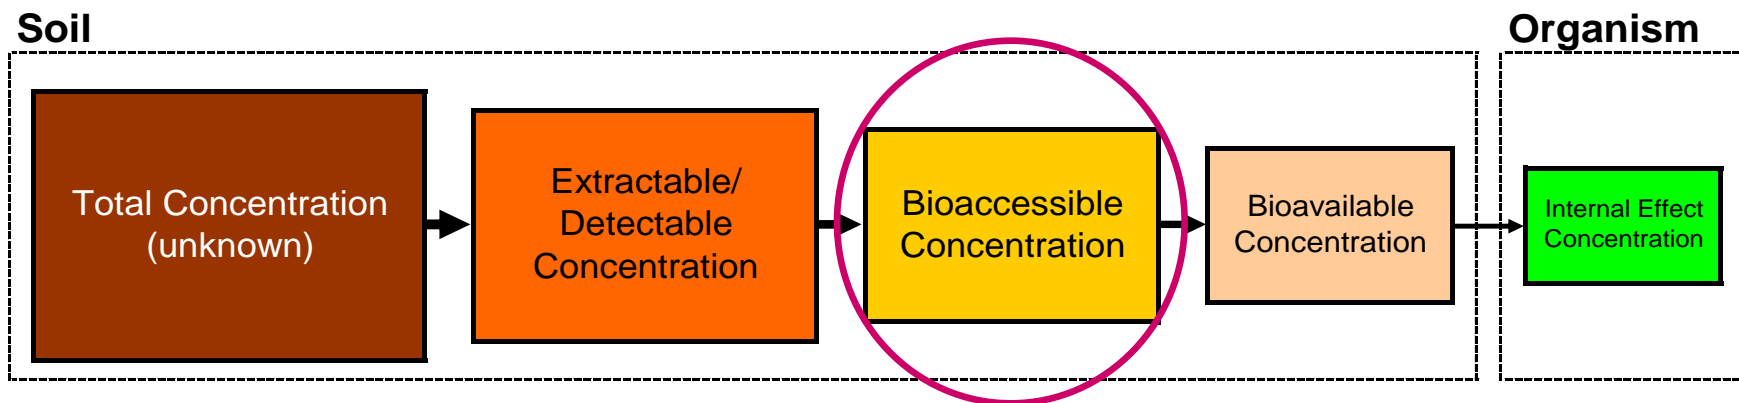 Soil
Organism
Total Concentration
(unknown)
Extractable/
Detectable
Concentration
Bioaccessible
Concentration
Bioavailable
Concentration
Internal Effect
Concentration